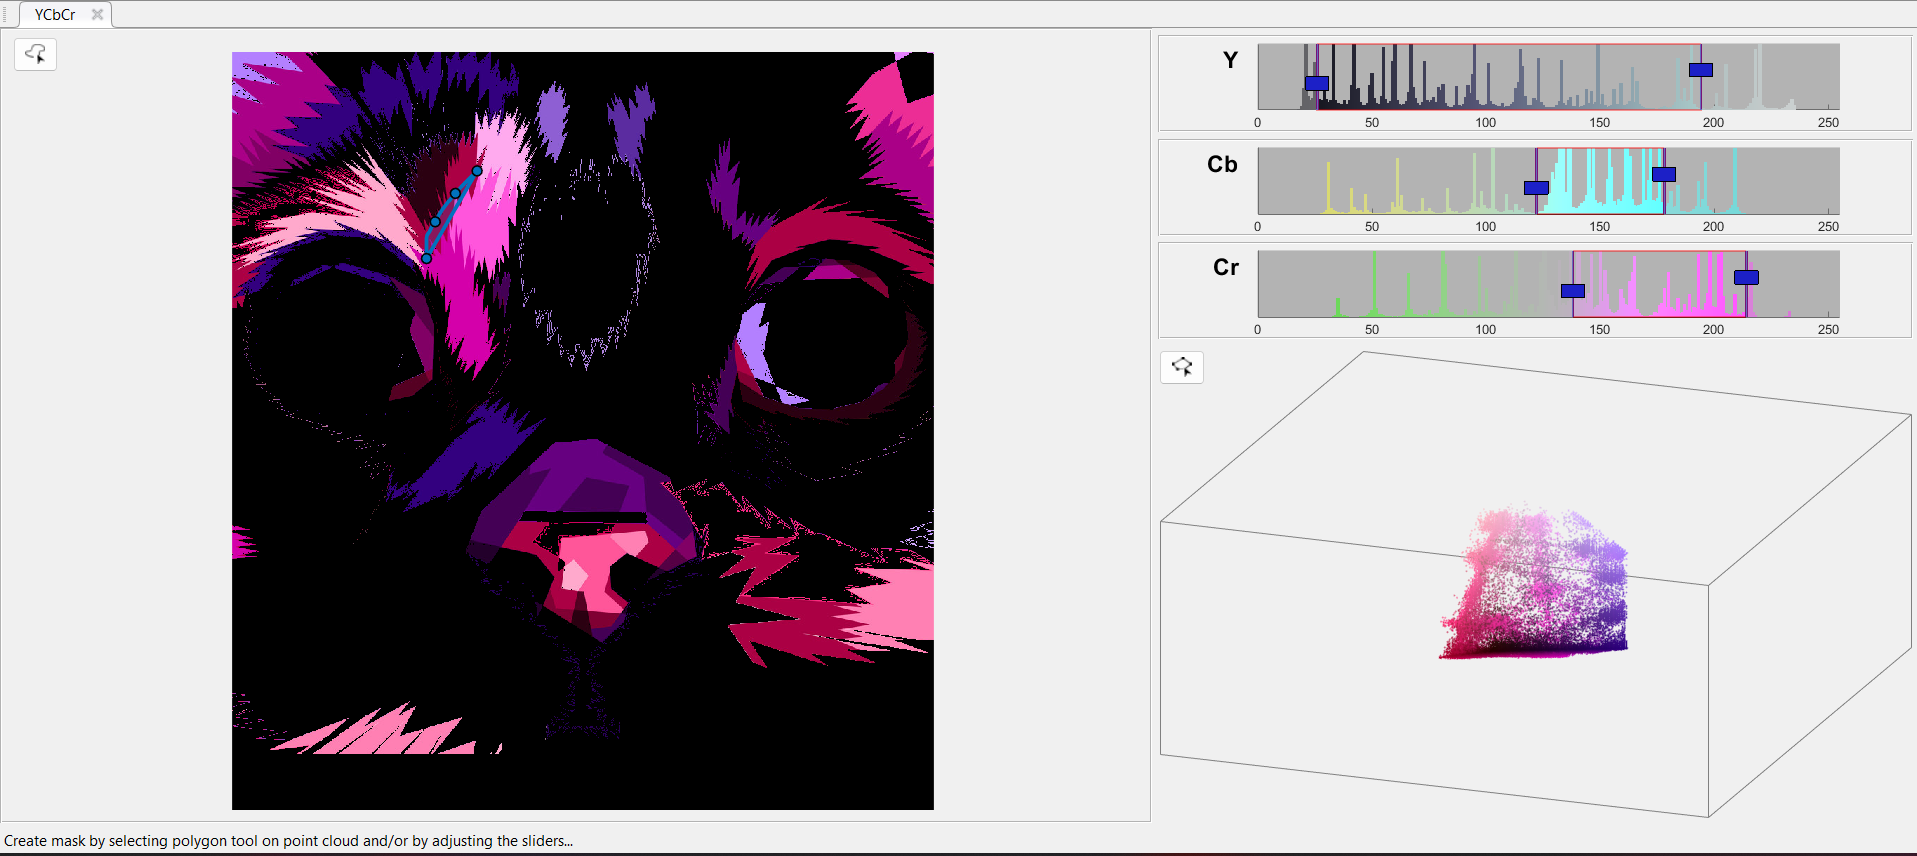 YCbCr
Y
0 50 100 150 200 250
Cb
0 50 100 150 200 250
Cr
0 50 100 150 200 250
Create mask by selecting polygon tool on point cloud and/or by adjusting the sliders...